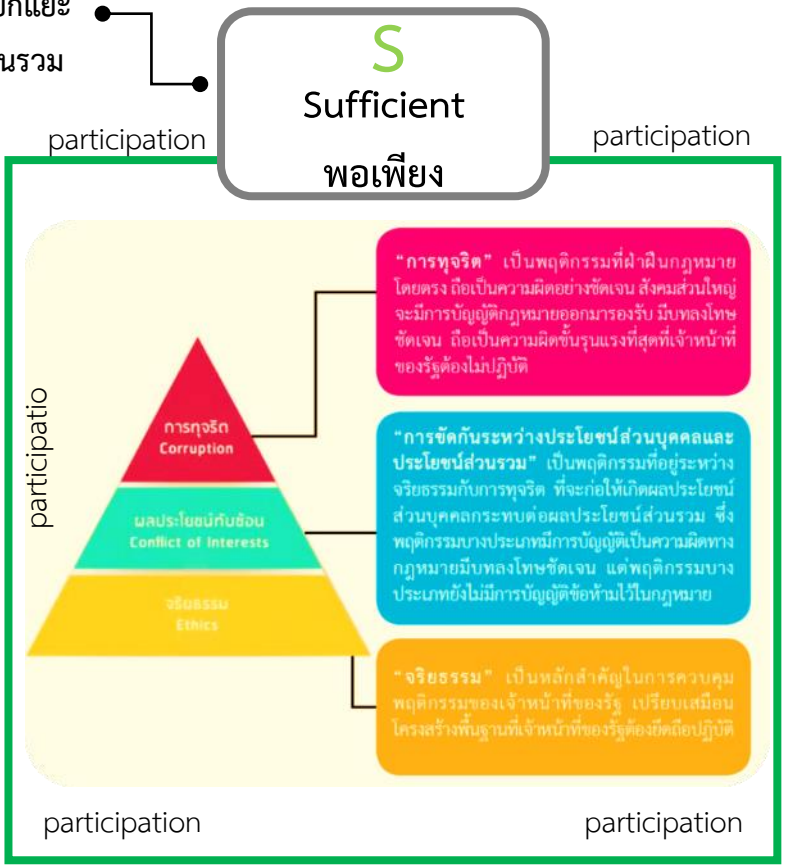 นรวม
S
Sufficient
พอเพียง
participation
participation
"การทุจริต" เป็นพฤติกรรมที่ฝ่าฝืนกฎหมาย
โดยตรง ถือเป็นความผิดอย่างชัดเจน สังคมส่วนใหญ่
จะมีการบัญญัติกฎหมายออกมารองรับ มีบทลงโทษ
ชัดเจน ถือเป็นความผิดขั้นรุนแรงที่สุดที่เจ้าหน้าที่
ของรัฐต้องไม่ปฏิบัติ
การทุจริต
Corruption
participatio
"การขัดกันระหว่างประโยชน์ส่วนบุคคลและ
ประโยชน์ส่วนรวม" เป็นพฤติกรรมที่อยู่ระหว่าง
จริยธรรมกับการทุจริต ที่จะก่อให้เกิดผลประโยชน์
ส่วนบุคคลกระทบต่อผลประโยชน์ส่วนรวม ซึ่ง
พฤติกรรมบางประเภทมีการบัญญัติเป็นความผิดทาง
กฎหมายมีบทลงโทษชัดเจน แต่พฤติกรรมบาง
ประเภทยังไม่มีการบัญญัติข้อห้ามไว้ในกฎหมาย
ผลประโยชน์ทับซ้อน
Conflict of Interests
จริยธรรม
Ethics
"จริยธรรม" เป็นหลักสำคัญในการควบคุม
พฤติกรรมของเจ้าหน้าที่ของรัฐ เปรียบเสมือน
โครงสร้างพื้นฐานที่เจ้าหน้าที่ของรัฐต้องยึดถือปฏิบัติ
participation
participation